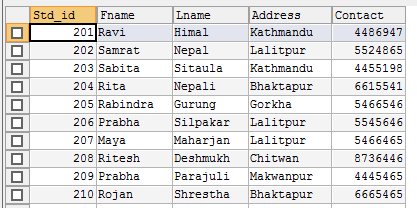 Std_id Fname Lname Address Contact
201 Ravi Himal Kathmandu 4486947
202 Samrat Nepal Lalitpur 5524865
203 Sabita Sitaula Kathmandu 4455198
204 Rita Nepali Bhaktapur 6615541
205 Rabindra Gurung Gorkha 5466546
206 Prabha Silpakar Lalitpur 5545646
207 Maya Maharjan Lalitpur 5466465
208 Ritesh Deshmukh Chitwan 8736446
209 Prabha Parajuli Makwanpur 4445465
210 Rojan Shrestha Bhaktapur 6665465